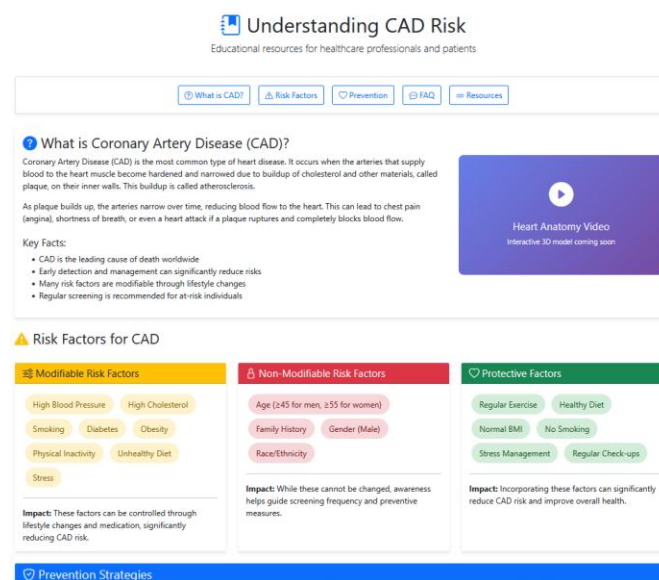 Understanding CAD Risk
Educational resources for healthcare professionals and patients
What is CAD?
Risk Factors
Prevention
FAQ
Resources
What is Coronary Artery Disease (CAD)?
Coronary Artery Disease (CAD) is the most common type of heart disease. It occurs when the arteries that supply
blood to the heart muscle become hardened and narrowed due to buildup of cholesterol and other materials, called
plaque, on their inner walls. This buildup is called atherosclerosis.
As plaque builds up, the arteries narrow over time, reducing blood flow to the heart. This can lead to chest pain
(angina), shortness of breath, or even a heart attack if a plaque ruptures and completely blocks blood flow.
Key Facts:
• CAD is the leading cause of death worldwide
• Early detection and management can significantly reduce risks
• Many risk factors are modifiable through lifestyle changes
• Regular screening is recommended for at-risk individuals
Heart Anatomy Video
Interactive 3D model coming soon
Risk Factors for CAD
Modifiable Risk Factors
High Blood Pressure
High Cholesterol
Smoking
Diabetes
Obesity
Physical Inactivity
Unhealthy Diet
Stress
Impact: These factors can be controlled through
lifestyle changes and medication, significantly
reducing CAD risk.
Non-Modifiable Risk Factors
Age (≥45 for men, ≥55 for women)
Family History
Gender (Male)
Race/Ethnicity
Impact: While these cannot be changed, awareness
helps guide screening frequency and preventive
measures.
Protective Factors
Regular Exercise
Healthy Diet
Normal BMI
No Smoking
Stress Management
Regular Check-ups
Impact: Incorporating these factors can significantly
reduce CAD risk and improve overall health.
Prevention Strategies